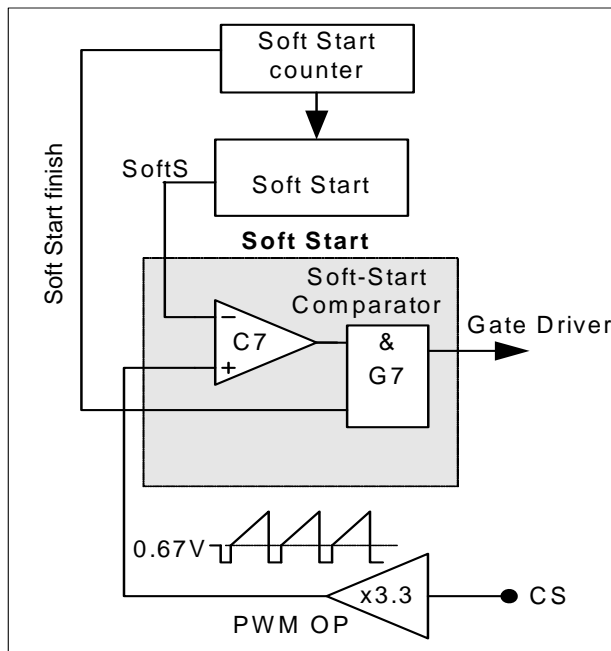 Soft Start
counter
Soft Start finish
SoftS
Soft Start
Soft Start
Soft-Start
Comparator
Gate Driver
−
C7
+
&
G7
0.67V
x3.3
CS
PWM OP